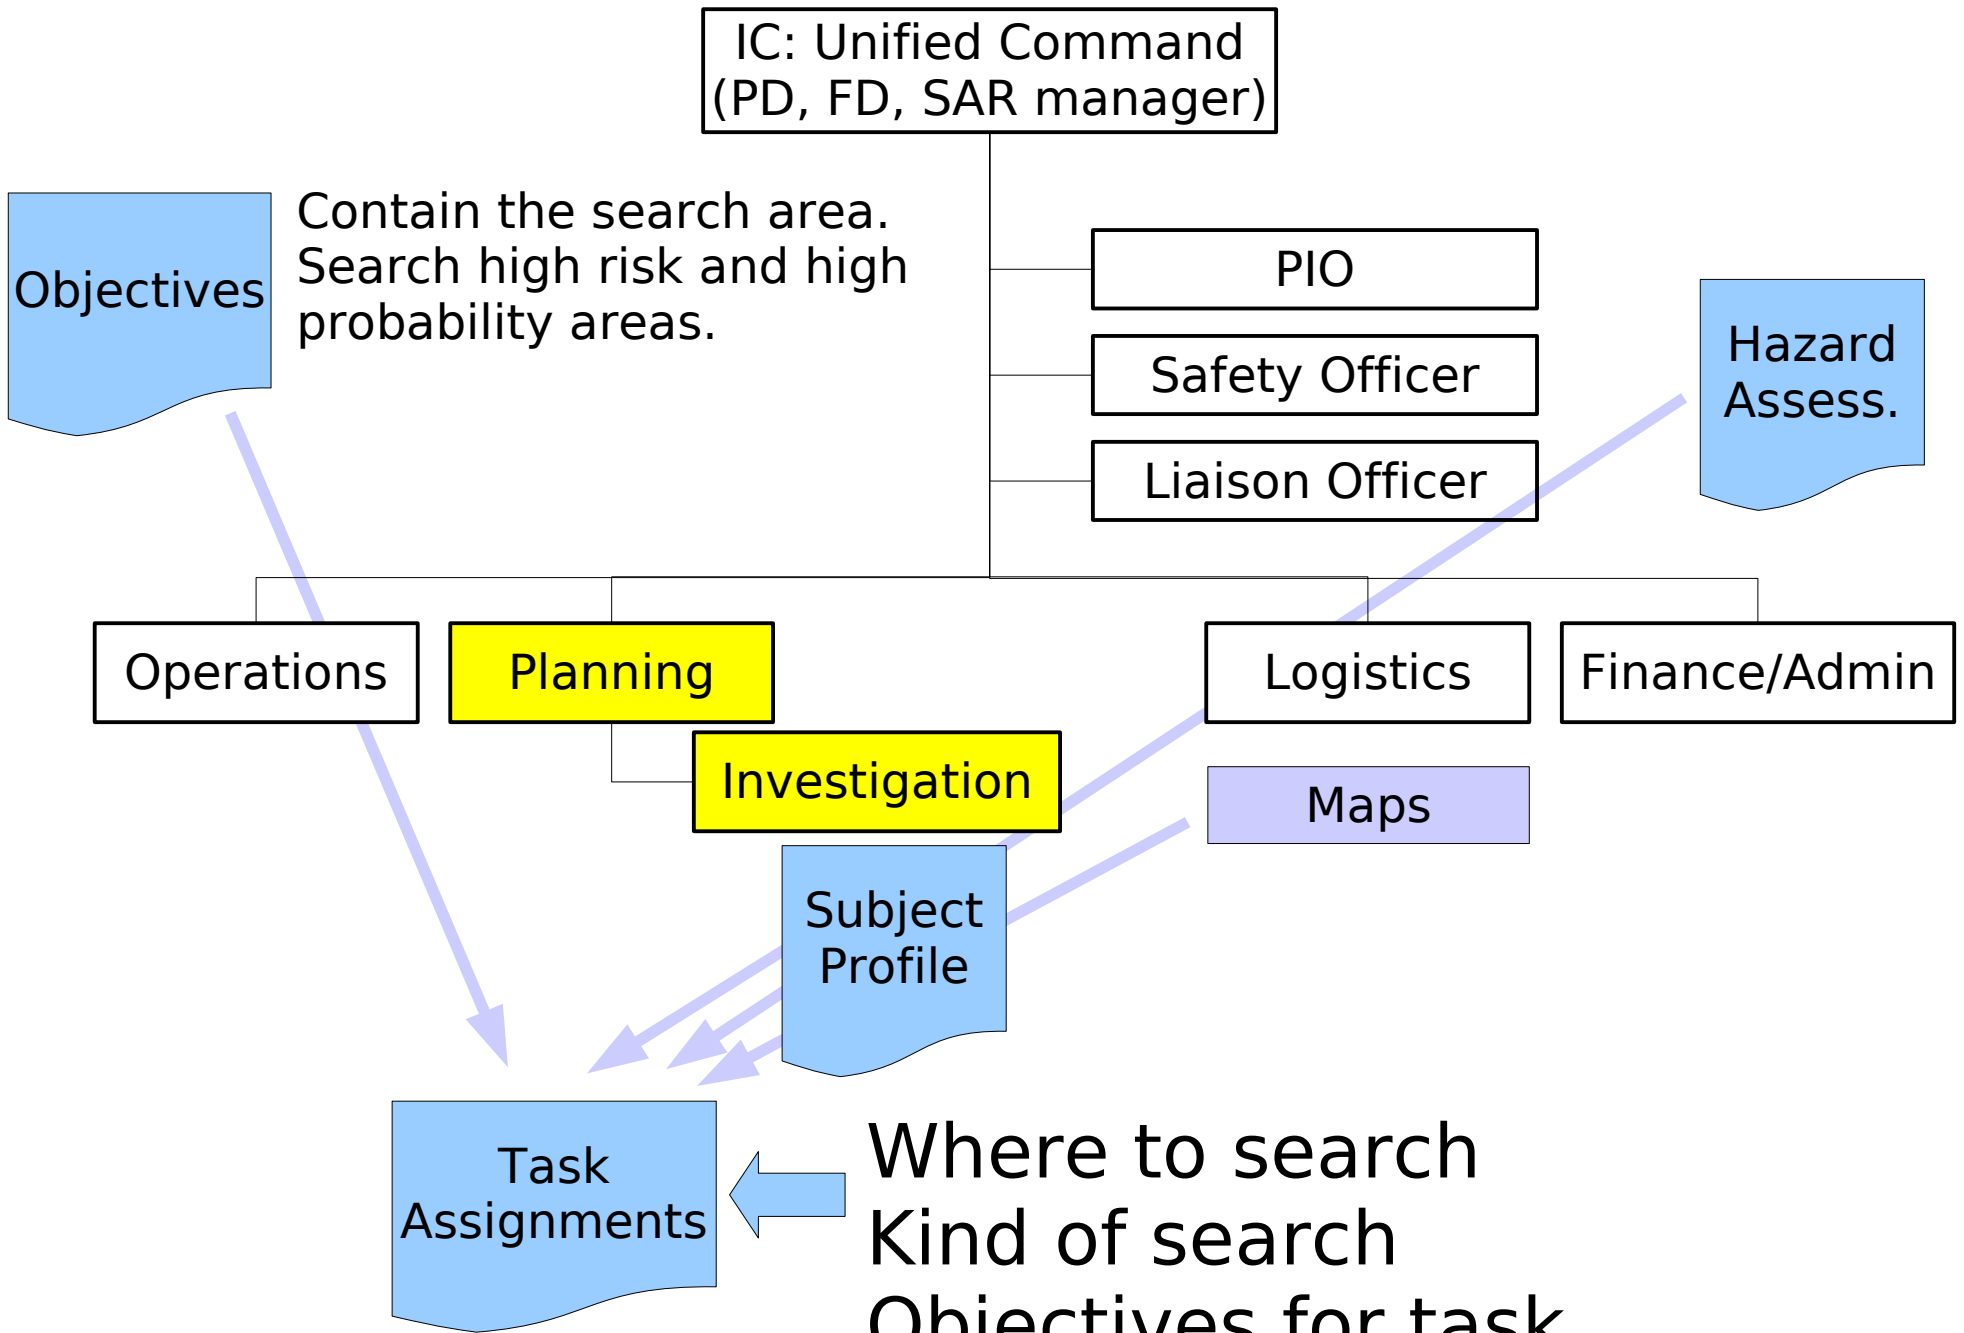 IC: Unified Command
(PD, FD, SAR manager)
Objectives
Contain the search area.
Search high risk and high
probability areas.
PIO
Safety Officer
Liaison Officer
Hazard
Assess.
Operations
Planning
Logistics
Finance/Admin
Investigation
Maps
Subject
Profile
Task
Assignments
Where to search
Kind of search
Objectives for task